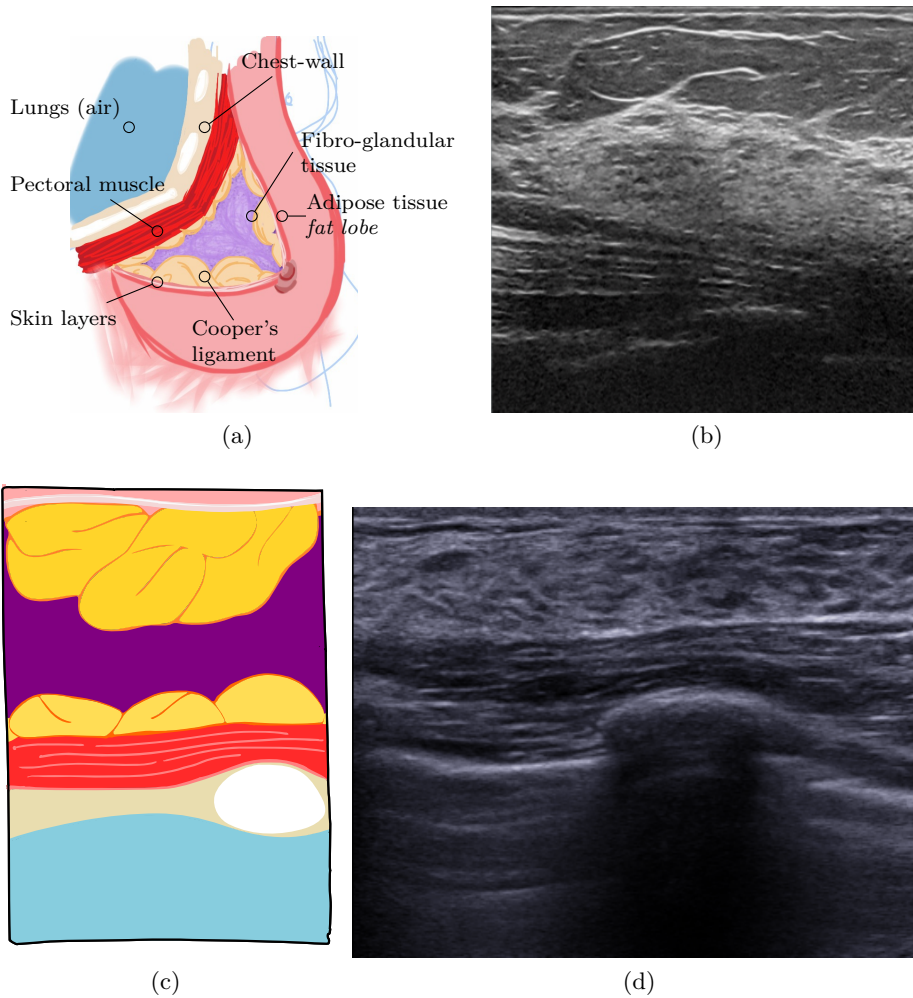 Chest-wall
Lungs (air)
Fibro-glandular
tissue
Pectoral muscle
Adipose tissue
fat lobe
Skin layers
Cooper's
ligament
(a)
(b)
(c)
(d)